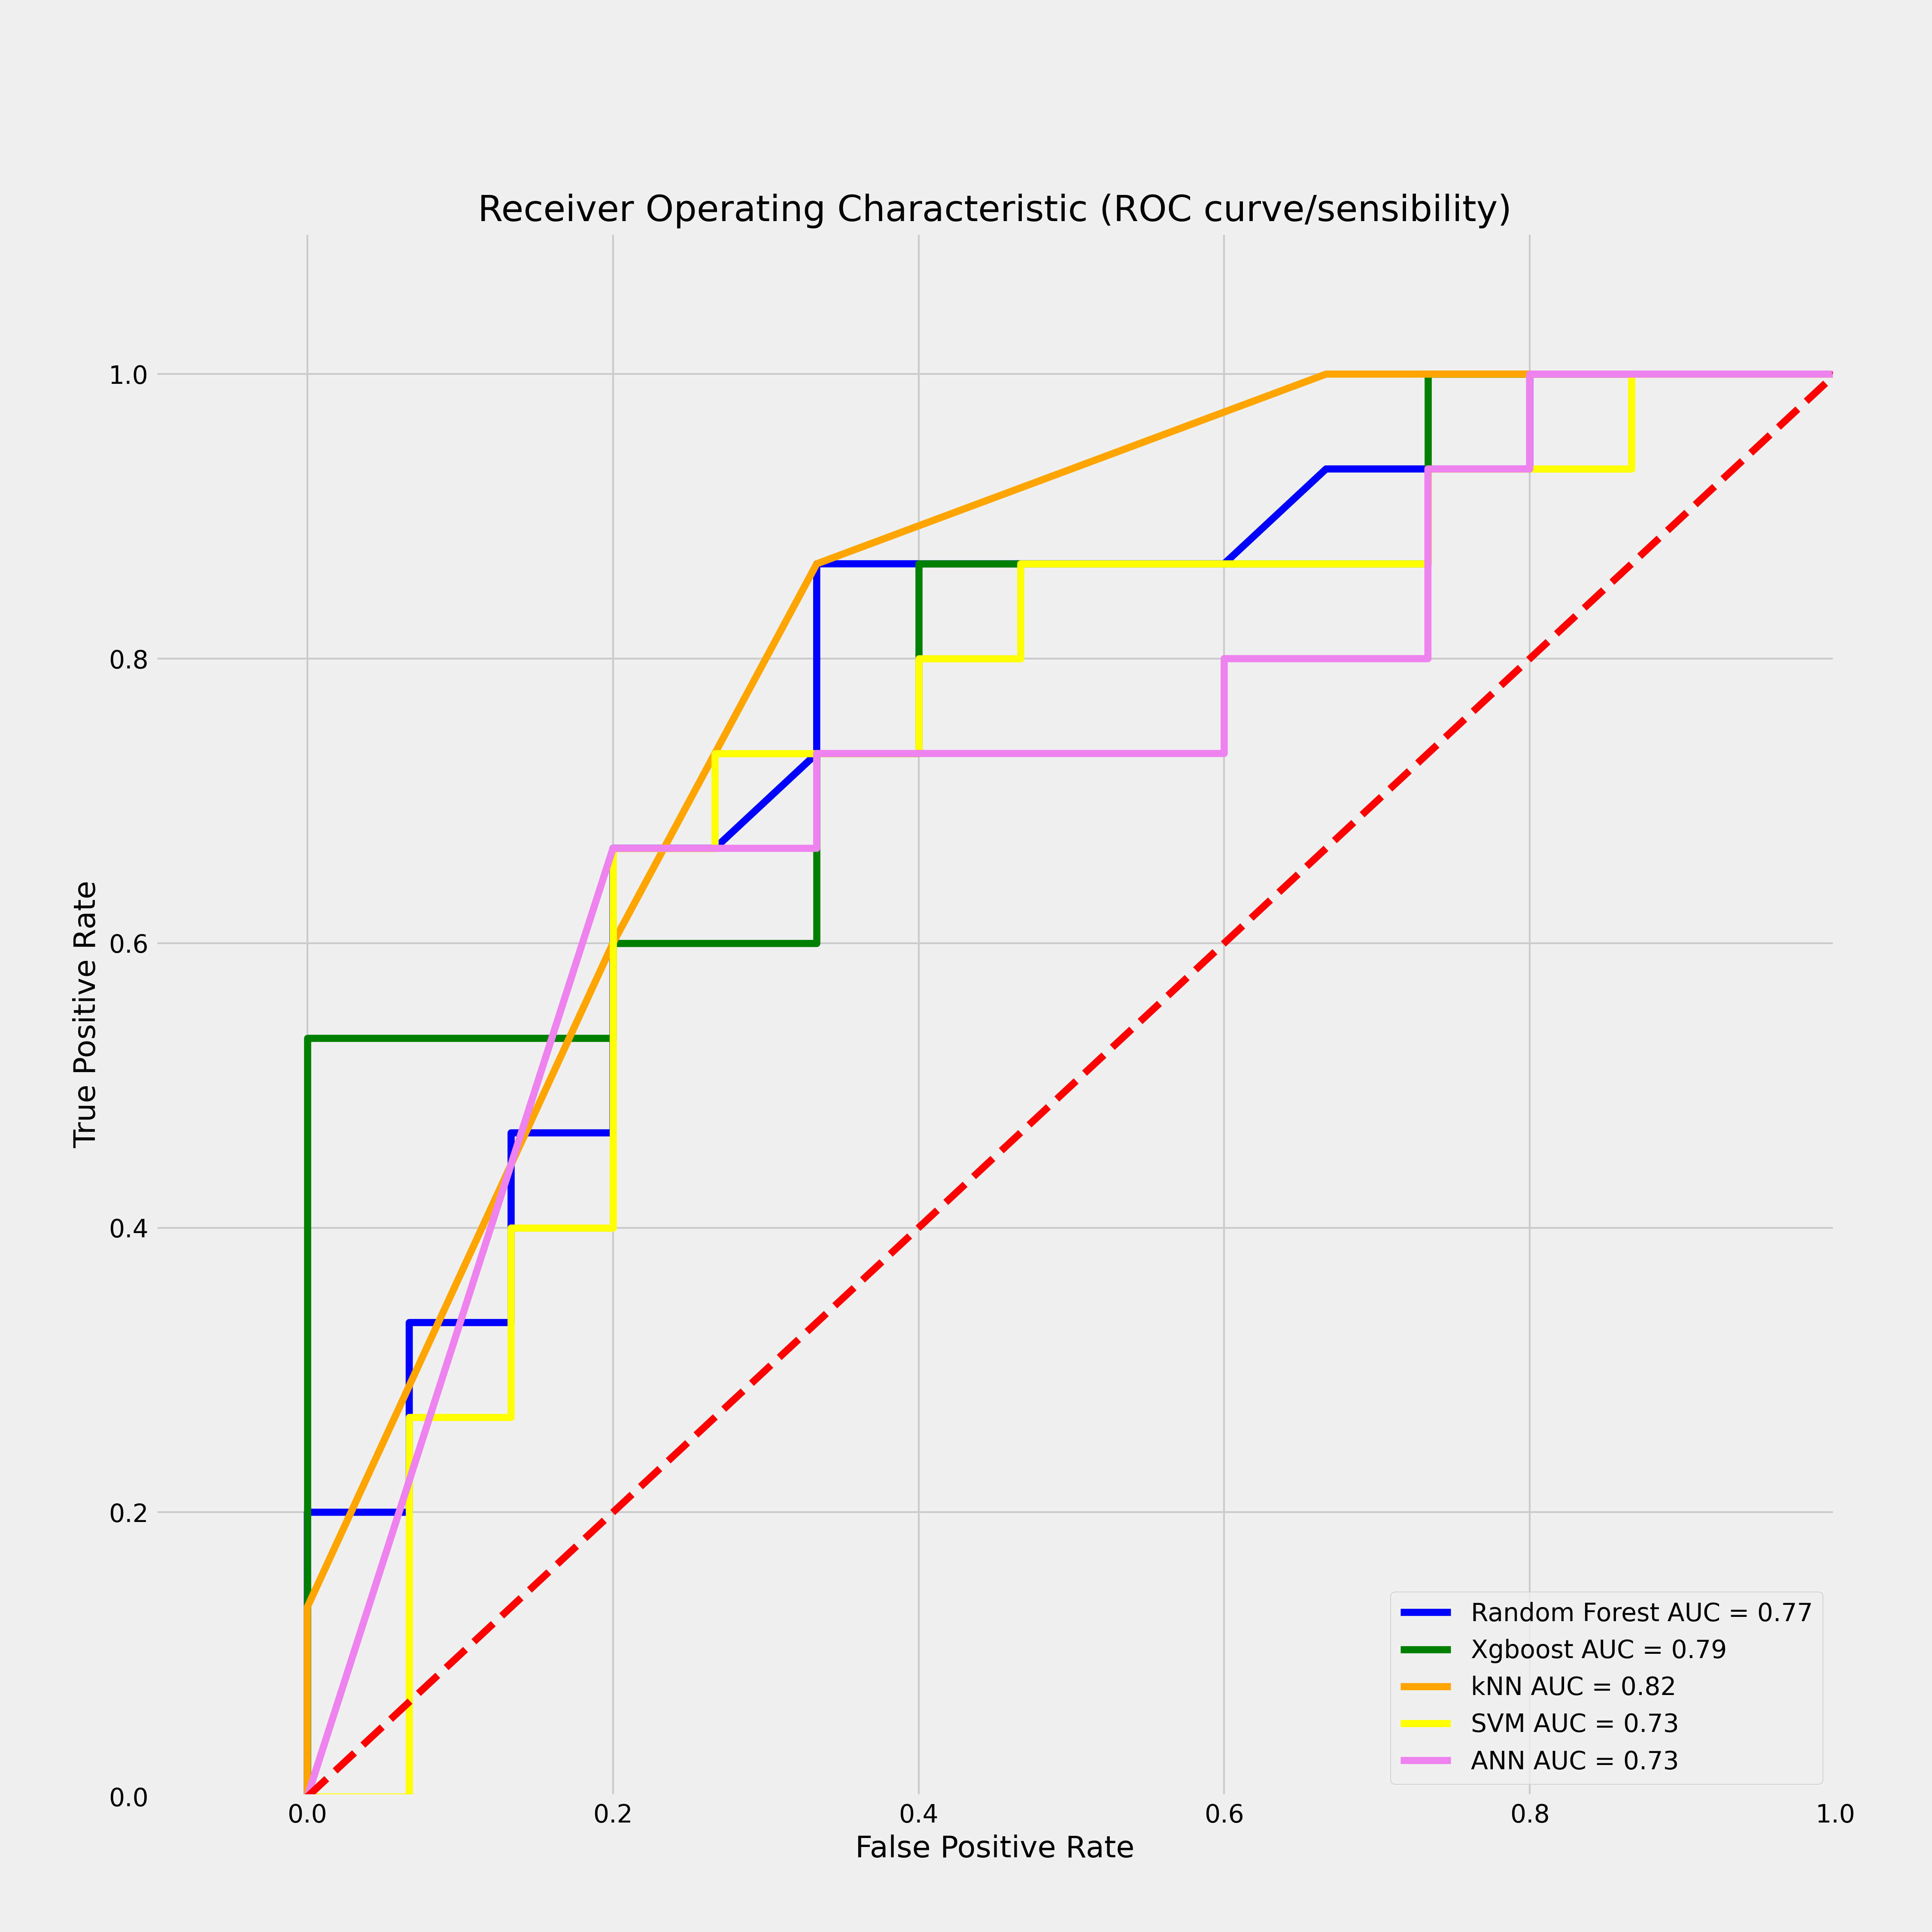 Receiver Operating Characteristic (ROC curve/sensibility)
True Positive Rate
1.0
0.8
0.6
0.4
0.2
0.0
0.0 0.2 0.4 0.6 0.8 1.0
False Positive Rate
Random Forest AUC = 0.77
Xgboost AUC = 0.79
kNN AUC = 0.82
SVM AUC = 0.73
ANN AUC = 0.73